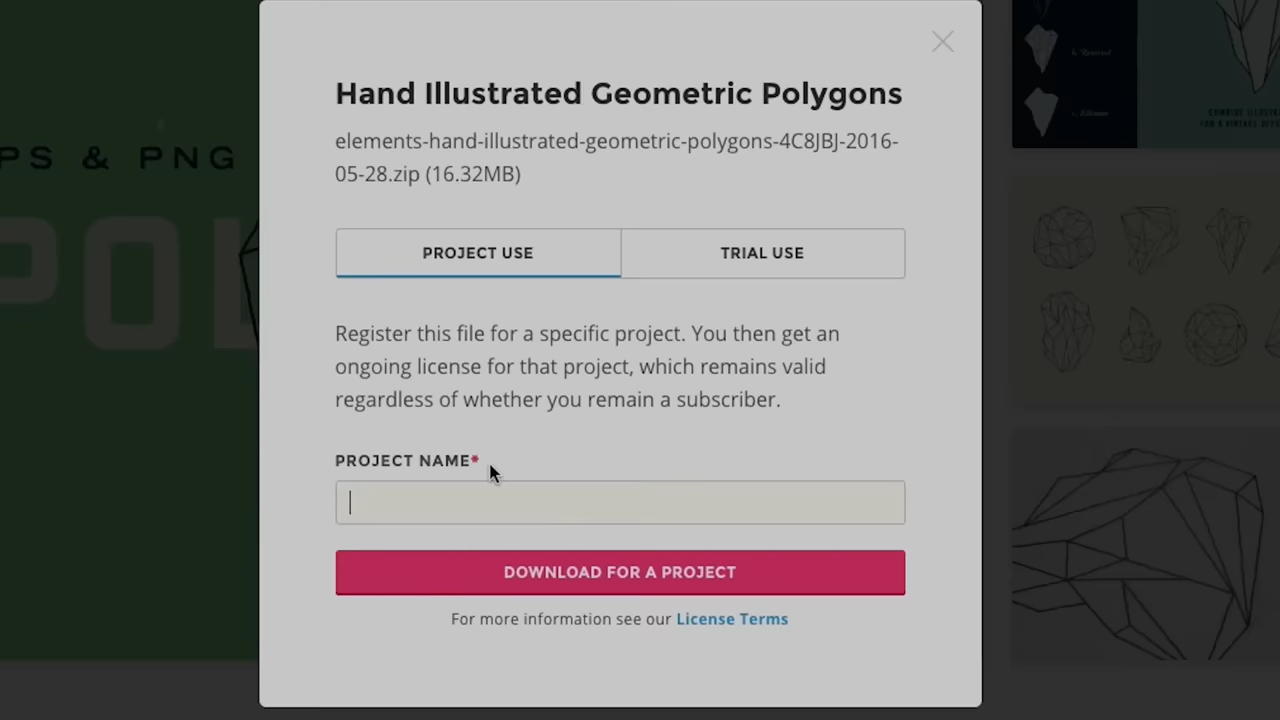 Hand Illustrated Geometric Polygons
elements-hand-illustrated-geometric-polygons-4C8JBJ-2016-
05-28.zip (16.32MB)
PS & PNG
POL
PROJECT USE
TRIAL USE
Register this file for a specific project. You then get an
ongoing license for that project, which remains valid
regardless of whether you remain a subscriber.
PROJECT NAME*
DOWNLOAD FOR A PROJECT
For more information see our License Terms